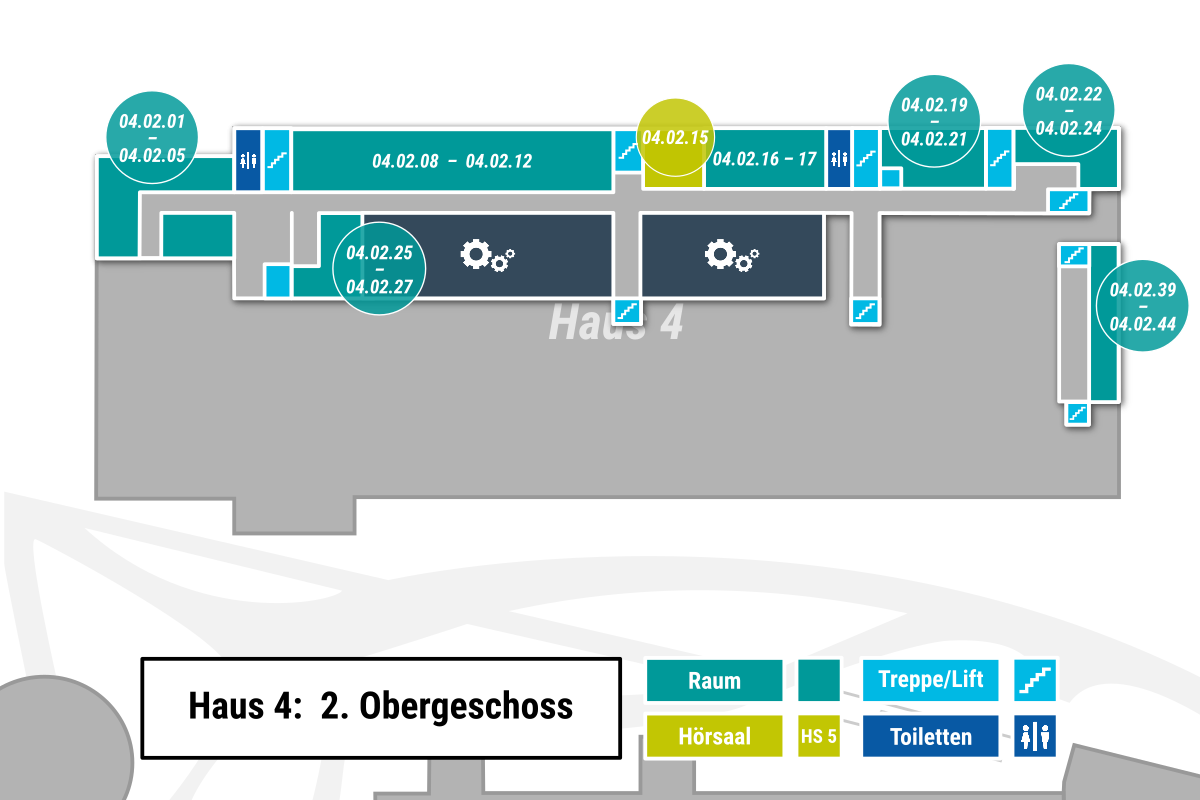 04.02.01
–
04.02.05
04.02.08 – 04.02.12
04.02.15
04.02.16 – 17
04.02.19
–
04.02.21
04.02.22
–
04.02.24
04.02.25
–
04.02.27
04.02.39
–
04.02.44
Haus 4
Haus 4: 2. Obergeschoss
Raum
Treppe/Lift
Hörsaal
HS 5
Toiletten